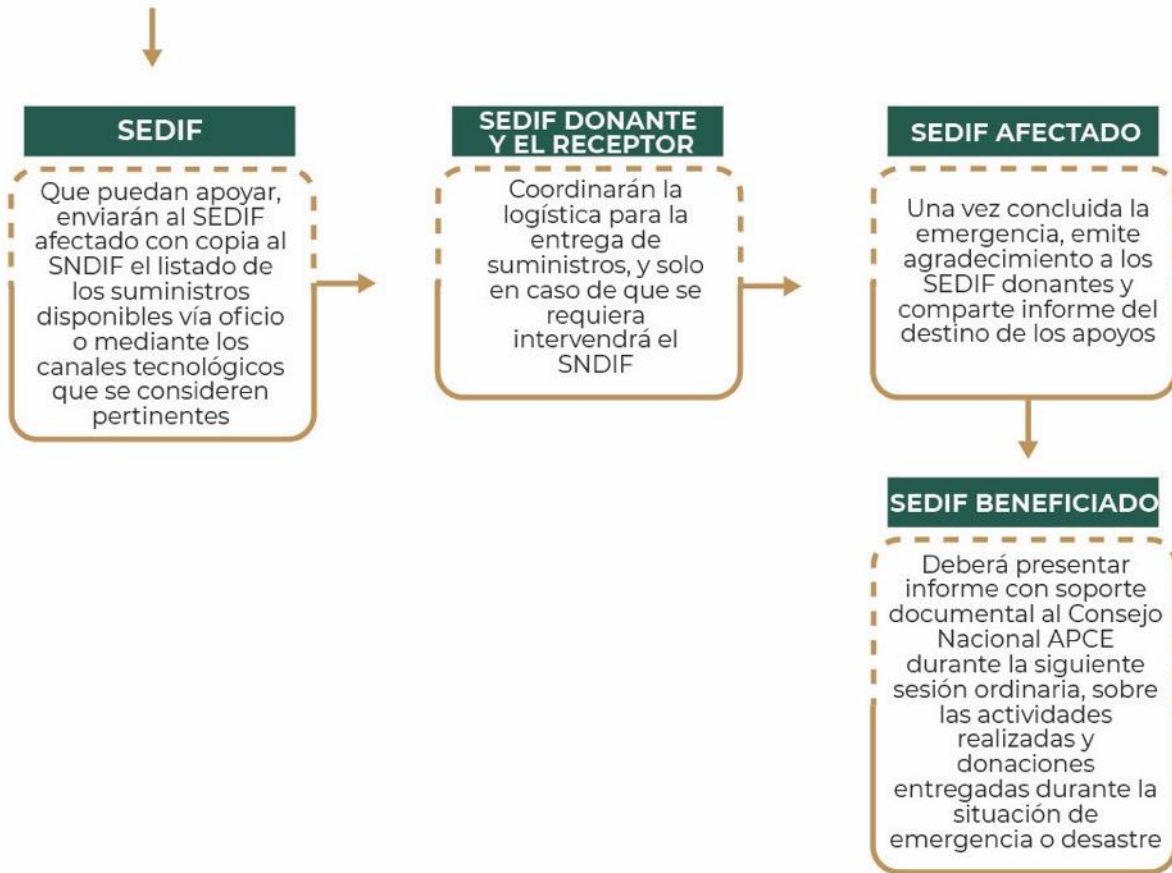 SEDIF
Que puedan apoyar,
enviarán al SEDIF
afectado con copia al
SNDIF el listado de
los suministros
disponibles vía oficio
o mediante los
canales tecnológicos
que se consideren
pertinentes
SEDIF DONANTE
Y EL RECEPTOR
Coordinarán la
logística para la
entrega de
suministros, y solo
en caso de que se
requiera
intervendrá el
SNDIF
SEDIF AFECTADO
Una vez concluida la
emergencia, emite
agradecimiento a los
SEDIF donantes y
comparte informe del
destino de los apoyos
SEDIF BENEFICIADO
Deberá presentar
informe con soporte
documental al Consejo
Nacional APCE
durante la siguiente
sesión ordinaria, sobre
las actividades
realizadas y
donaciones
entregadas durante la
situación de
emergencia o desastre